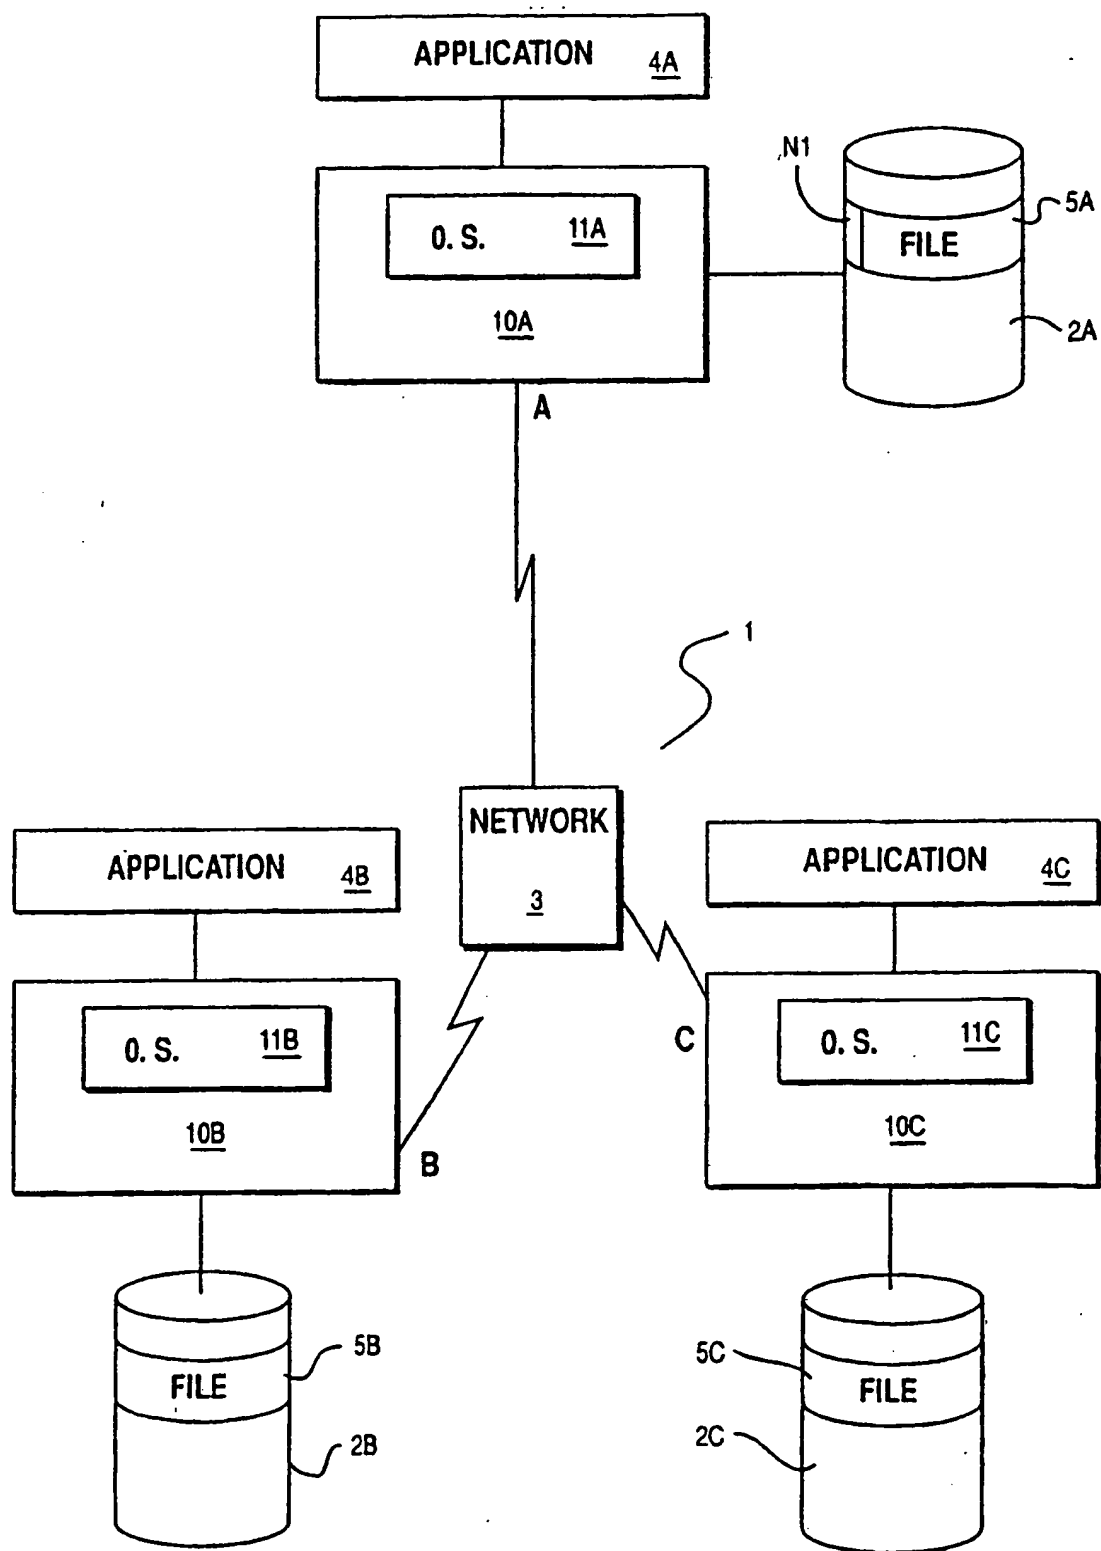 APPLICATION 4A
N1
5A
O. S. 11A
FILE
10A
2A
A
1
NETWORK
3
APPLICATION 4B
APPLICATION 4C
O. S. 11B
C
O. S. 11C
10B
10C
B
5B
5C
FILE
FILE
2B
2C